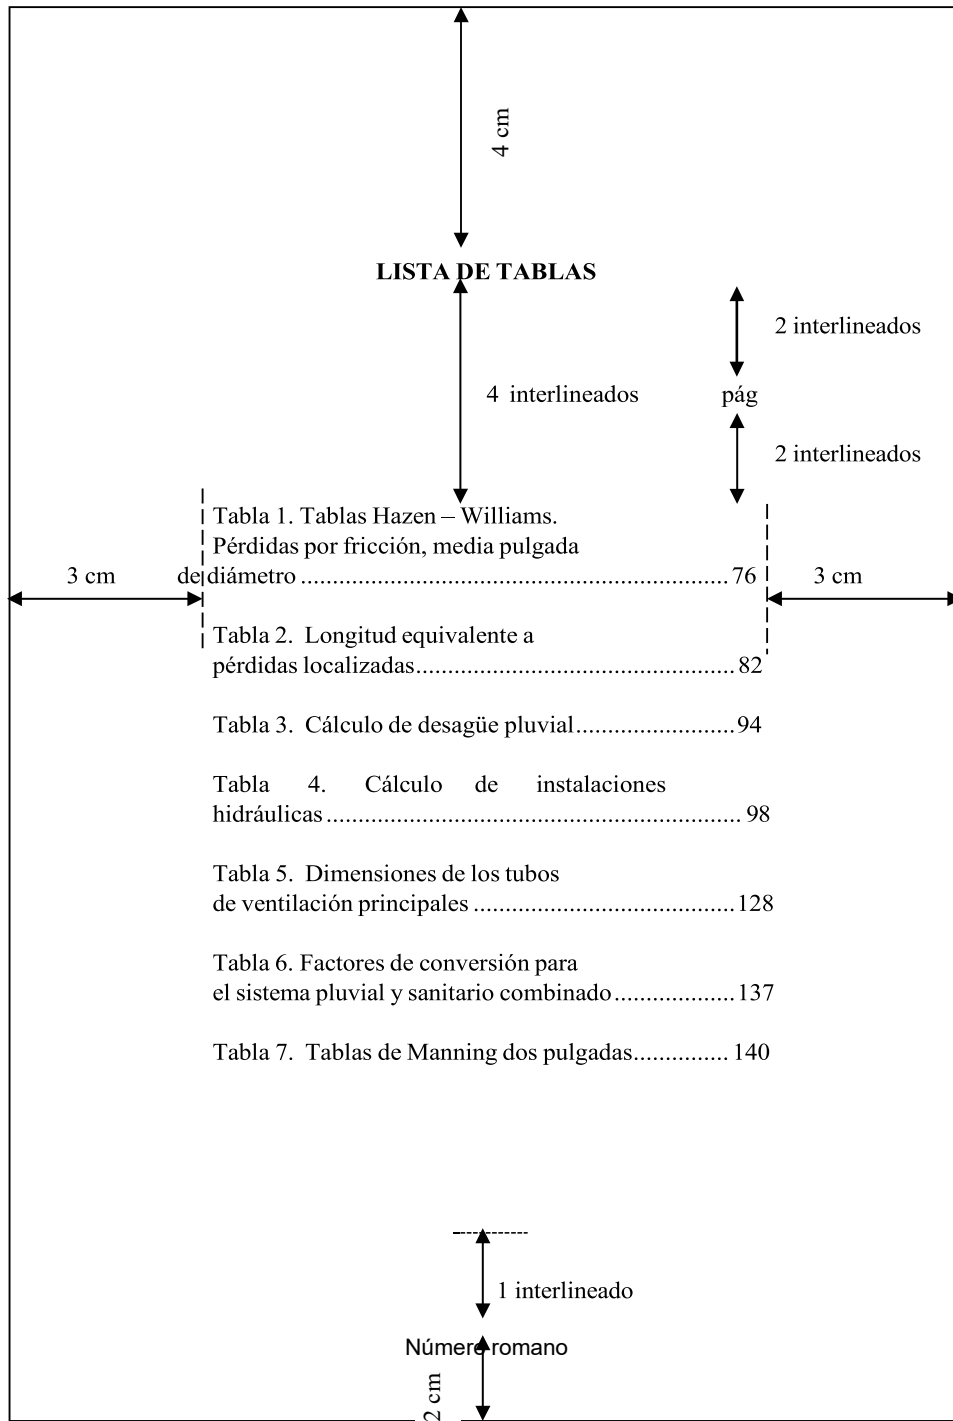 4 cm
LISTA DE TABLAS
2 interlineados
4 interlineados
pág
2 interlineados
Tabla 1. Tablas Hazen – Williams.
Pérdidas por fricción, media pulgada
3 cm
de diámetro .................................................................. 76
3 cm
Tabla 2. Longitud equivalente a
pérdidas localizadas................................................. 82
Tabla 3. Cálculo de desagüe pluvial......................... 94
Tabla 4. Cálculo de instalaciones
hidráulicas ................................................................ 98
Tabla 5. Dimensiones de los tubos
de ventilación principales ........................................ 128
Tabla 6. Factores de conversión para
el sistema pluvial y sanitario combinado ................... 137
Tabla 7. Tablas de Manning dos pulgadas............... 140
1 interlineado
Número romano
2 cm